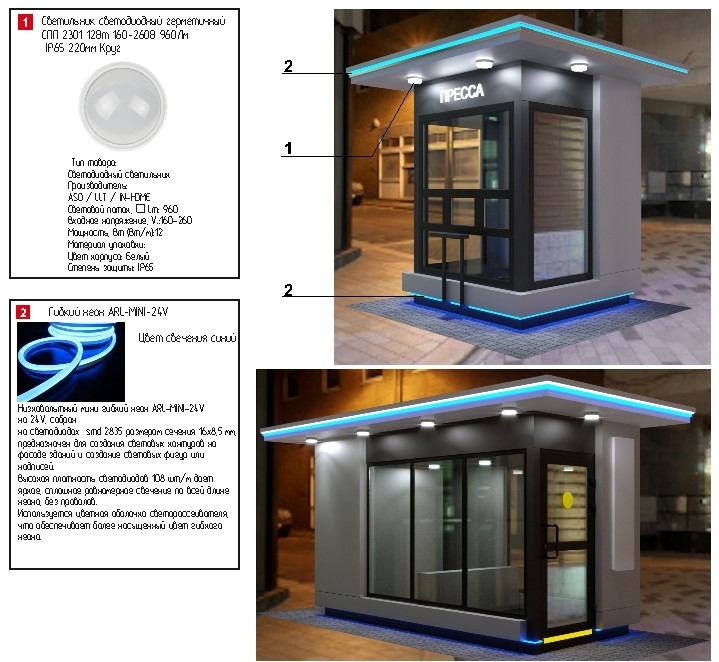 1 Светильник светодиодный герметичный
СПП 2301 12Вт 160-260В 960Лм
IP65 220мм Круг
Тип товара:
Светодиодный светильник
Производитель:
ASD / LLT / IN-HOME
Световой поток, lm: 960
Входное напряжение, V.:160-260
Мощность, Вт (Вт/м):12
Материал упаковки:
Цвет корпуса: белый
Степень защиты: IP65
2 Гибкий неон ARL-MINI-24V
Цвет свечения синий
Низковольтный мини гибкий неон ARL-MINI-24V
на 24V, собран
на светодиодах smd 2835 размером сечения 16х8,5 мм,
предназначен для создания световых контуров на
фасаде зданий и создание световых фигур или
надписей.
Высокая плотность светодиодов 108 шт/м дает
яркое, сплошное равномерное свечение по всей длине
неона, без провалов.
Используется цветная оболочка светорассеивателя,
что обеспечивает более насыщенный цвет гибкого
неона.
2
1
2
ПРЕССА